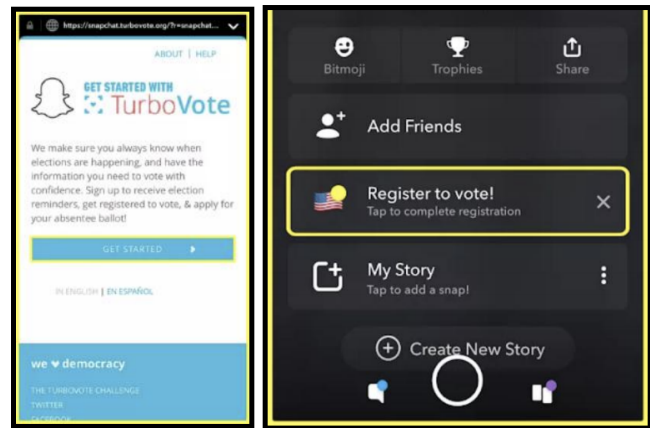 https://snapchat.turbovote.org/?r=snapchat...
ABOUT | HELP
GET STARTED WITH
TurboVote
We make sure you always know when
elections are happening, and have the
information you need to vote with
confidence. Sign up to receive election
reminders, get registered to vote, & apply for
your absentee ballot!
GET STARTED
IN ENGLISH | EN ESPAÑOL
we ♥ democracy
THE TURBOVOTE CHALLENGE
TWITTER
FACEBOOK
Bitmoji
Trophies
Share
Add Friends
Register to vote!
Tap to complete registration
My Story
Tap to add a snap!
Create New Story